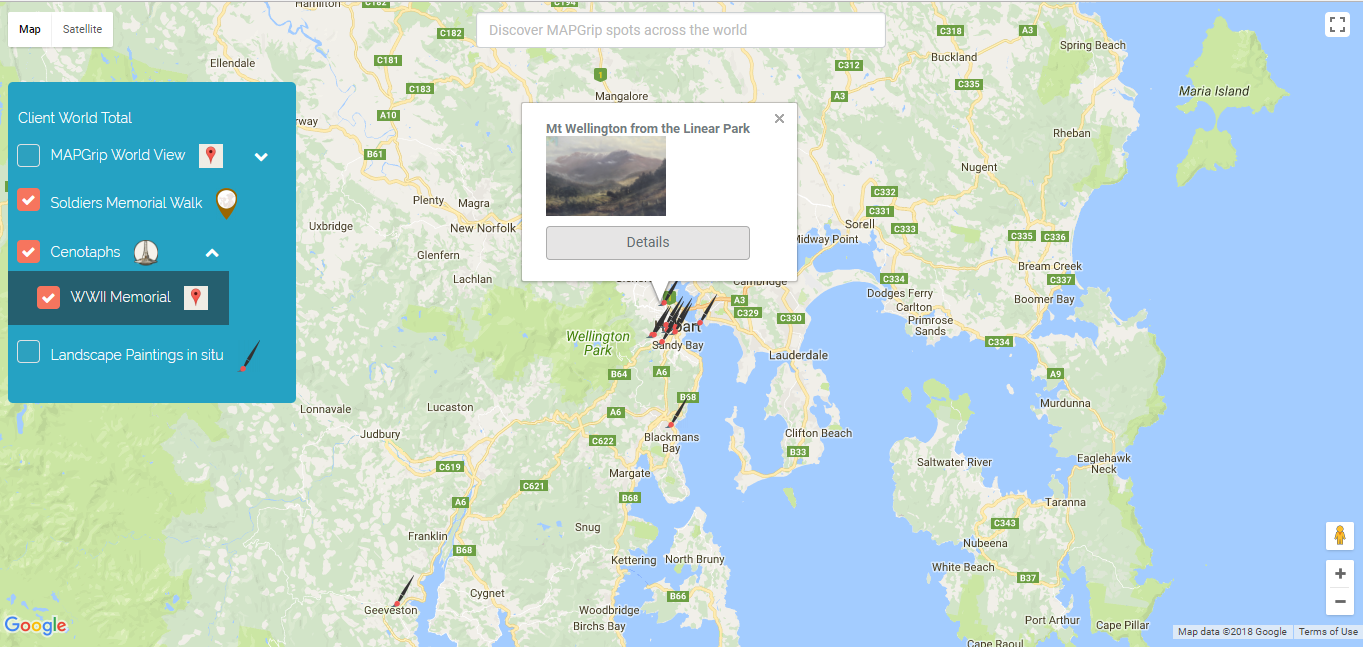 Hamilton
C182
C194
Map
Satellite
Discover MAPGrip spots across the world
C182
C318
A3
Spring Beach
Ellendale
C181
Buckland
C312
1
C183
Mangalore
A3
C335
Maria Island
A10
Client World Total
Mt Wellington from the Linear Park
Rheban
MAPGrip World View
B61
Nugent
Soldiers Memorial Walk
Plenty
Magra
C332
C331
Uxbridge
New Norfolk
Sorell
C333
Midway Point
C335
C336
Details
Cenotaphs
Glenfern
Bream Creek
Lachlan
C334
C337
Cambridge
Dodges Ferry
WWII Memorial
A3
Boomer Bay
Carlton
C329
C330
Primrose
Sands
Wellington
Park
Hobart
Sandy Bay
C334
Landscape Paintings in situ
Lauderdale
B64
A6
A9
B68
Lonnavale
Lucaston
A6
Murdunna
Judbury
Blackmans
Bay
C622
Clifton Beach
B33
Eaglehawk
Neck
C619
Margate
Saltwater River
C621
B68
A6
Taranna
Snug
C343
Franklin
Nubeena
B68
Kettering
North Bruny
White Beach
B37
Cygnet
B66
Geeveston
Woodbridge
Birchs Bay
Port Arthur
Cape Pillar
Google
Map data ©2018 Google
Terms of Use
Cape Raoul